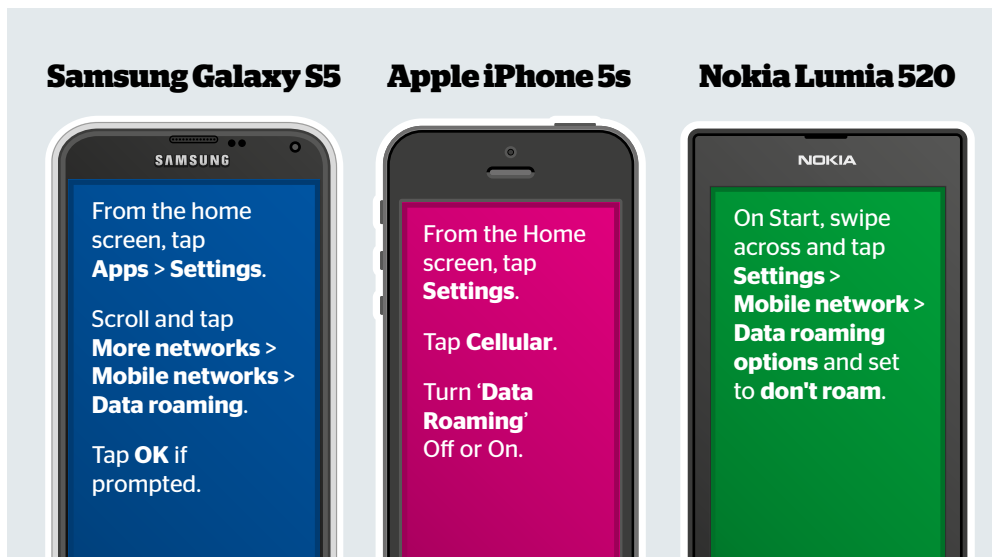 Samsung Galaxy S5
SAMSUNG
From the home
screen, tap
Apps > Settings.
Scroll and tap
More networks >
Mobile networks >
Data roaming.
Tap OK if
prompted.
Apple iPhone 5s
From the Home
screen, tap
Settings.
Tap Cellular.
Turn ‘Data
Roaming’
Off or On.
Nokia Lumia 520
NOKIA
On Start, swipe
across and tap
Settings >
Mobile network >
Data roaming
options and set
to don't roam.